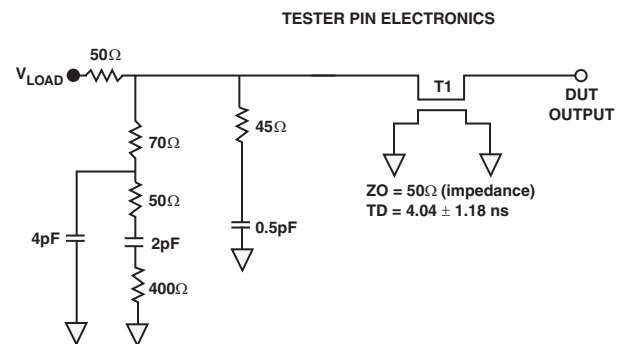 TESTER PIN ELECTRONICS
50Ω
VLOAD
T1
DUT
OUTPUT
70Ω
45Ω
50Ω
ZO = 50Ω (impedance)
TD = 4.04 ± 1.18 ns
4pF
2pF
0.5pF
400Ω